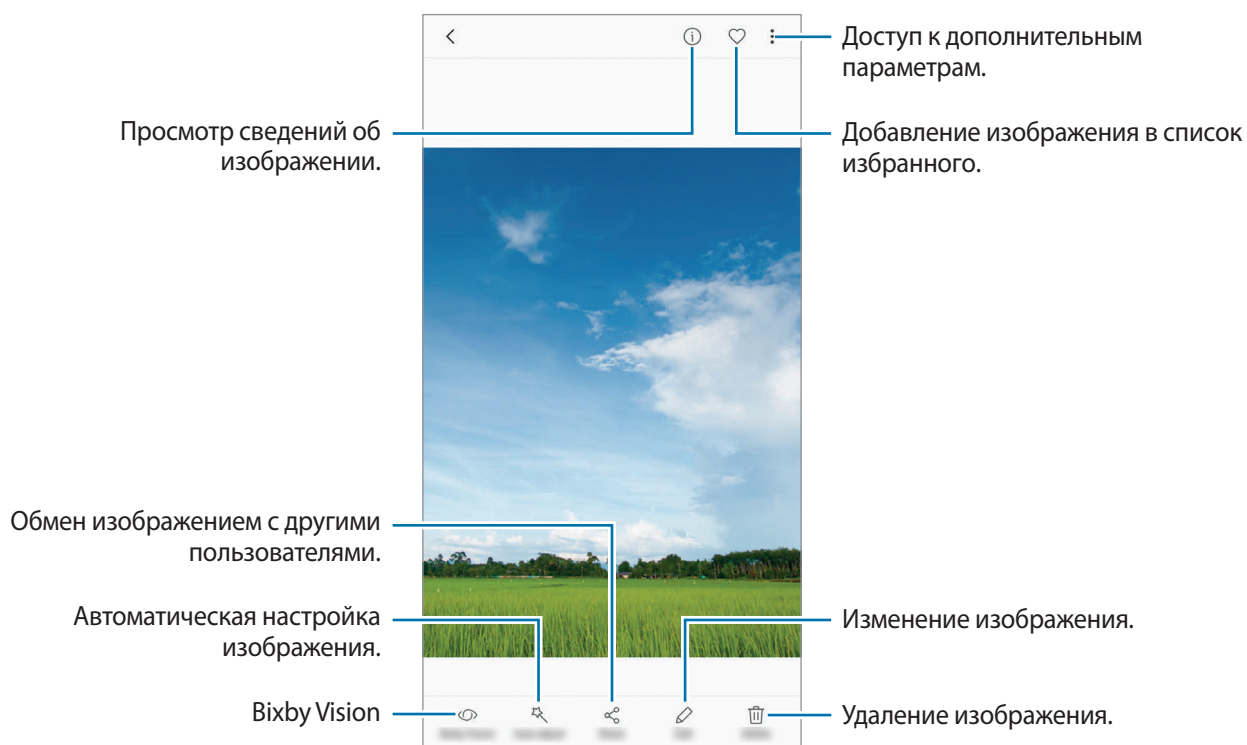 Доступ к дополнительным
параметрам.
Просмотр сведений об
изображении.
Добавление изображения в список
избранного.
Обмен изображением с другими
пользователями.
Автоматическая настройка
изображения.
Изменение изображения.
Bixby Vision
Удаление изображения.